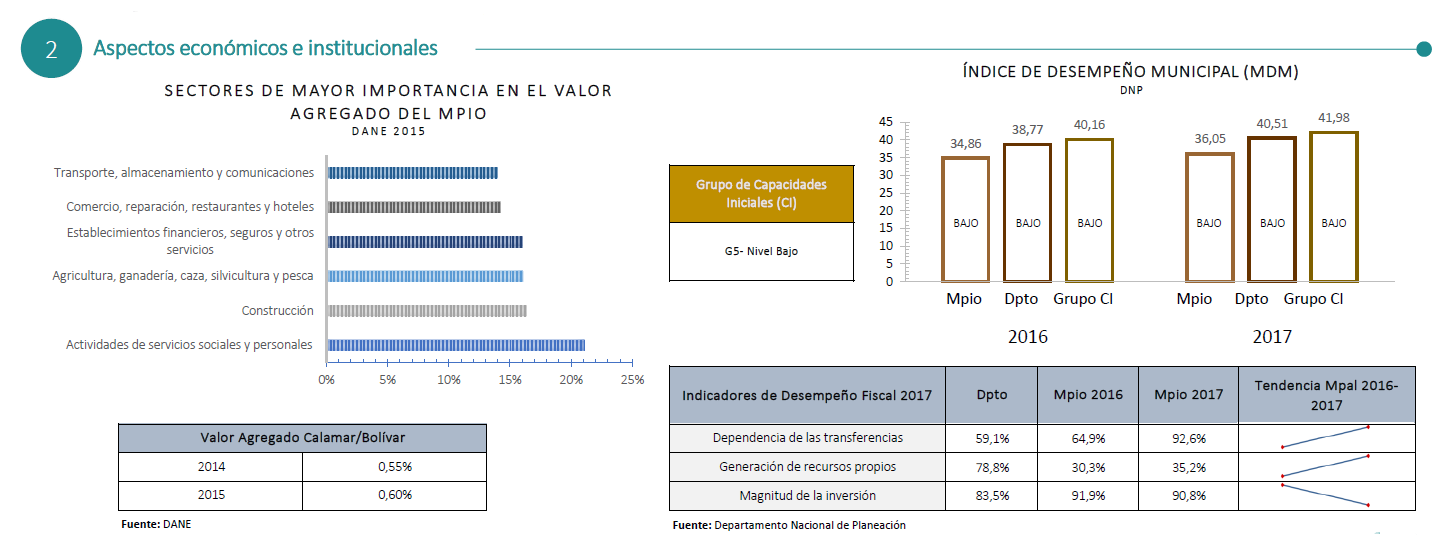 2
Aspectos económicos e institucionales
SECTORES DE MAYOR IMPORTANCIA EN EL VALOR
AGREGADO DEL MPIO
DANE 2015
Transporte, almacenamiento y comunicaciones
Comercio, reparación, restaurantes y hoteles
Establecimientos financieros, seguros y otros
servicios
Agricultura, ganadería, caza, silvicultura y pesca
Construcción
Actividades de servicios sociales y personales
0% 5% 10% 15% 20% 25%
Valor Agregado Calamar/Bolívar
2014 0,55%
2015 0,60%
Fuente: DANE
ÍNDICE DE DESEMPEÑO MUNICIPAL (MDM)
DNP
Grupo de Capacidades
Iniciales (CI)
G5- Nivel Bajo
45
40
35
30
25
20
15
10
5
0
34,86 38,77 40,16 36,05 40,51 41,98
BAJO BAJO BAJO BAJO BAJO BAJO
Mpio Dpto Grupo CI Mpio Dpto Grupo CI
2016 2017
Indicadores de Desempeño Fiscal 2017 Dpto Mpio 2016 Mpio 2017 Tendencia Mpal 2016-
2017
Dependencia de las transferencias 59,1% 64,9% 92,6%
Generación de recursos propios 78,8% 30,3% 35,2%
Magnitud de la inversión 83,5% 91,9% 90,8%
Fuente: Departamento Nacional de Planeación